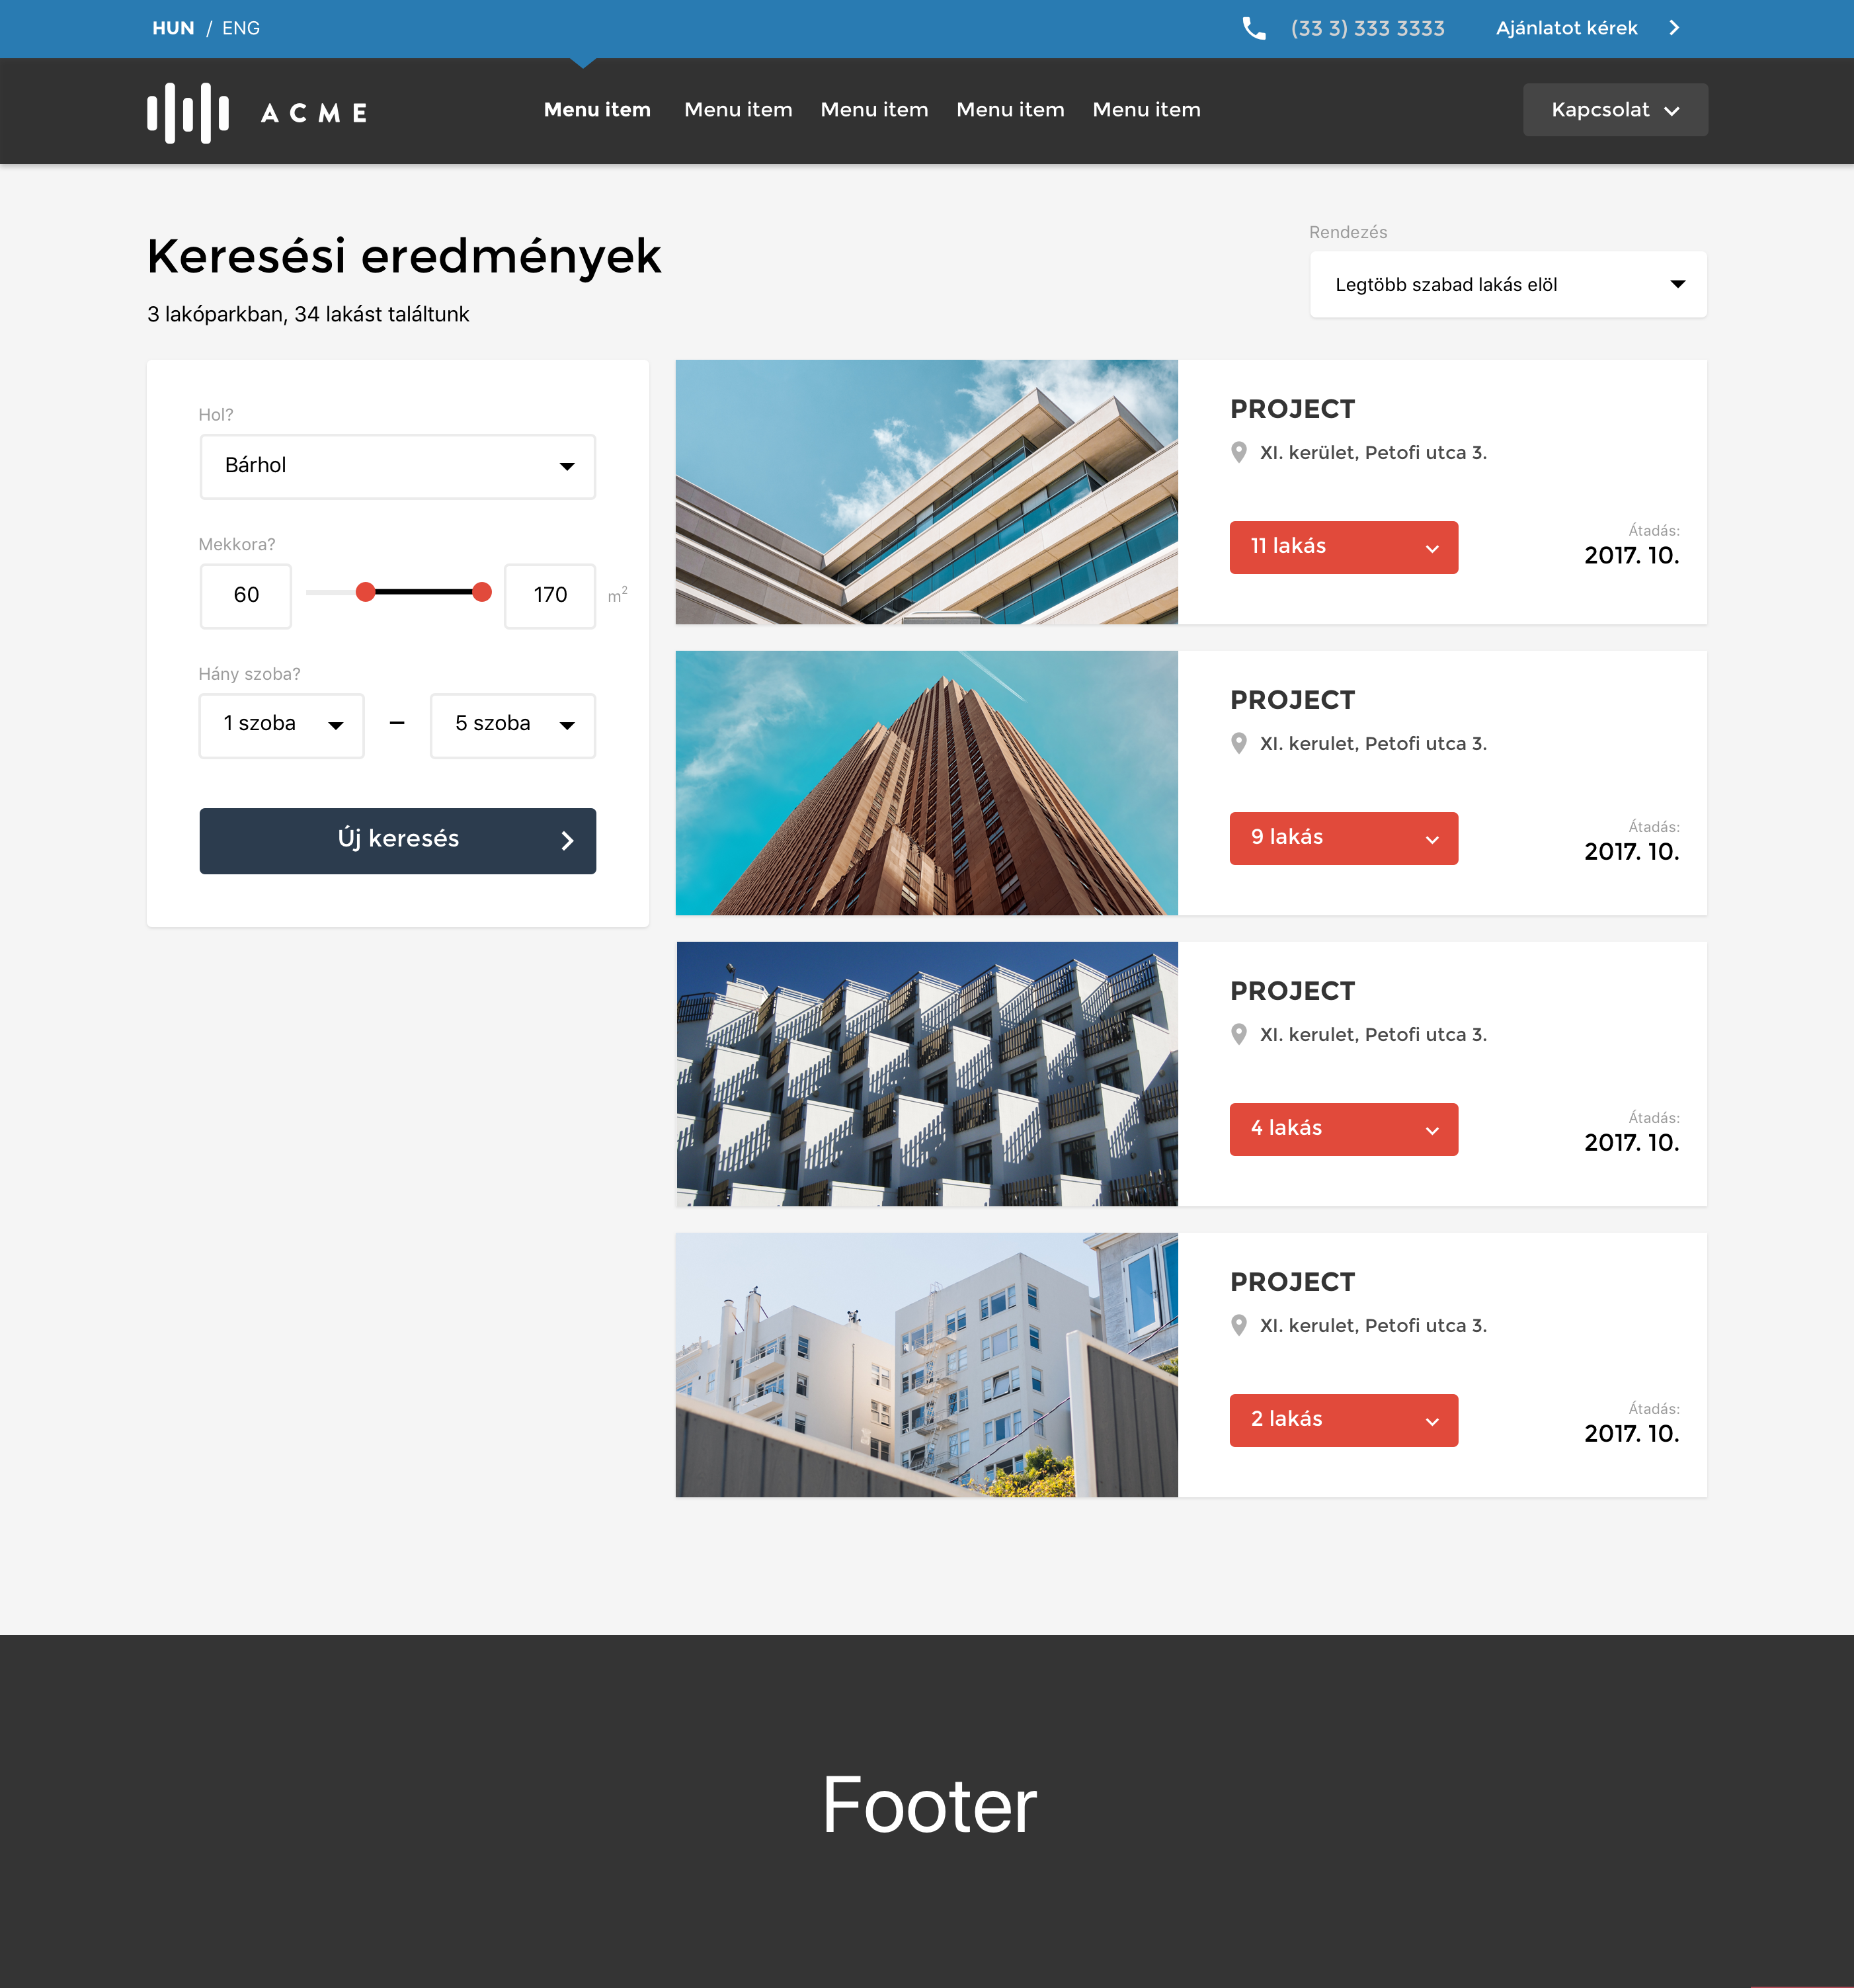 HUN / ENG
(33 3) 333 3333
Ajánlatot kérek
ACME
Menu item
Menu item
Menu item
Menu item
Menu item
Kapcsolat
Keresési eredmények
3 lakóparkban, 34 lakást találtunk
Rendezés
Legtöbb szabad lakás elöl
Hol?
Bárhol
Mekkora?
60
170
m²
Hány szoba?
1 szoba
–
5 szoba
Új keresés
PROJECT
XI. kerület, Petofi utca 3.
11 lakás
Átadás:
2017. 10.
PROJECT
XI. kerulet, Petofi utca 3.
9 lakás
Átadás:
2017. 10.
PROJECT
XI. kerulet, Petofi utca 3.
4 lakás
Átadás:
2017. 10.
PROJECT
XI. kerulet, Petofi utca 3.
2 lakás
Átadás:
2017. 10.
Footer